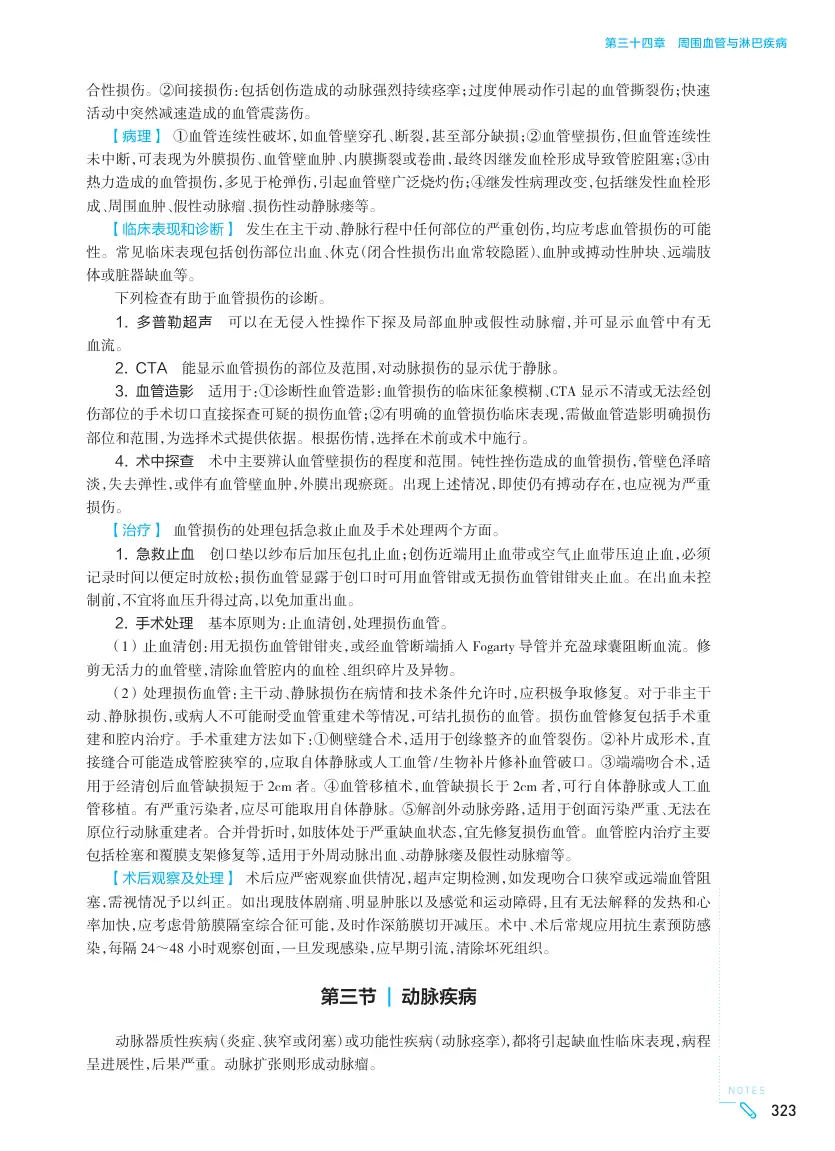 第三十四章 周围血管与淋巴疾病
合性损伤。②间接损伤:包括创伤造成的动脉强烈持续痉挛;过度伸展动作引起的血管撕裂伤;快速
活动中突然减速造成的血管震荡伤。
【病理】 ①血管连续性破坏,如血管壁穿孔、断裂,甚至部分缺损;②血管壁损伤,但血管连续性
未中断,可表现为外膜损伤、血管壁血肿、内膜撕裂或卷曲,最终因继发血栓形成导致管腔阻塞;③由
热力造成的血管损伤,多见于枪弹伤,引起血管壁广泛烧灼伤;④继发性病理改变,包括继发性血栓形
成、周围血肿、假性动脉瘤、损伤性动静脉瘘等。
【临床表现和诊断】 发生在主干动、静脉行程中任何部位的严重创伤,均应考虑血管损伤的可能
性。常见临床表现包括创伤部位出血、休克(闭合性损伤出血常较隐匿)、血肿或搏动性肿块、远端肢
体或脏器缺血等。
下列检查有助于血管损伤的诊断。
1. 多普勒超声 可以在无侵入性操作下探及局部血肿或假性动脉瘤,并可显示血管中有无
血流。
2. CTA 能显示血管损伤的部位及范围,对动脉损伤的显示优于静脉。
3. 血管造影 适用于:①诊断性血管造影:血管损伤的临床征象模糊、CTA 显示不清或无法经创
伤部位的手术切口直接探查可疑的损伤血管;②有明确的血管损伤临床表现,需做血管造影明确损伤
部位和范围,为选择术式提供依据。根据伤情,选择在术前或术中施行。
4. 术中探查 术中主要辨认血管壁损伤的程度和范围。钝性挫伤造成的血管损伤,管壁色泽暗
淡,失去弹性,或伴有血管壁血肿,外膜出现瘀斑。出现上述情况,即使仍有搏动存在,也应视为严重
损伤。
【治疗】 血管损伤的处理包括急救止血及手术处理两个方面。
1. 急救止血 创口垫以纱布后加压包扎止血;创伤近端用止血带或空气止血带压迫止血,必须
记录时间以便定时放松;损伤血管显露于创口时可用血管钳或无损伤血管钳钳夹止血。在出血未控
制前,不宜将血压升得过高,以免加重出血。
2. 手术处理 基本原则为:止血清创,处理损伤血管。
(1)止血清创:用无损伤血管钳钳夹,或经血管断端插入 Fogarty 导管并充盈球囊阻断血流。修
剪无活力的血管壁,清除血管腔内的血栓、组织碎片及异物。
(2)处理损伤血管:主干动、静脉损伤在病情和技术条件允许时,应积极争取修复。对于非主干
动、静脉损伤,或病人不可能耐受血管重建术等情况,可结扎损伤的血管。损伤血管修复包括手术重
建和腔内治疗。手术重建方法如下:①侧壁缝合术,适用于创缘整齐的血管裂伤。②补片成形术,直
接缝合可能造成管腔狭窄的,应取自体静脉或人工血管/生物补片修补血管破口。③端端吻合术,适
用于经清创后血管缺损短于 2cm 者。④血管移植术,血管缺损长于 2cm 者,可行自体静脉或人工血
管移植。有严重污染者,应尽可能取用自体静脉。⑤解剖外动脉旁路,适用于创面污染严重、无法在
原位行动脉重建者。合并骨折时,如肢体处于严重缺血状态,宜先修复损伤血管。血管腔内治疗主要
包括栓塞和覆膜支架修复等,适用于外周动脉出血、动静脉瘘及假性动脉瘤等。
【术后观察及处理】 术后应严密观察血供情况,超声定期检测,如发现吻合口狭窄或远端血管阻
塞,需视情况予以纠正。如出现肢体剧痛、明显肿胀以及感觉和运动障碍,且有无法解释的发热和心
率加快,应考虑骨筋膜隔室综合征可能,及时作深筋膜切开减压。术中、术后常规应用抗生素预防感
染,每隔 24～48 小时观察创面,一旦发现感染,应早期引流,清除坏死组织。
第三节 | 动脉疾病
动脉器质性疾病(炎症、狭窄或闭塞)或功能性疾病(动脉痉挛),都将引起缺血性临床表现,病程
呈进展性,后果严重。动脉扩张则形成动脉瘤。
NOTES
323